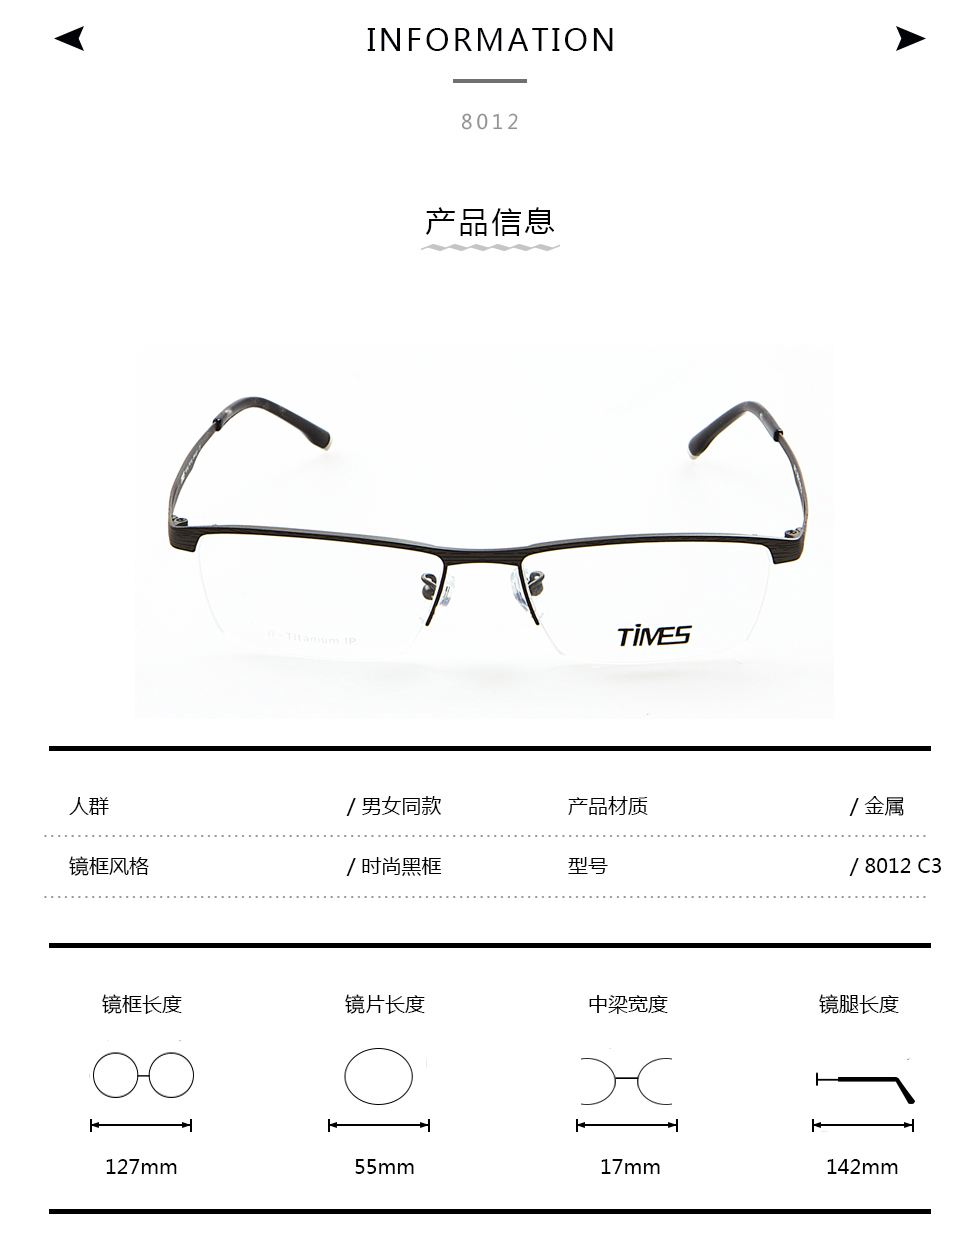 INFORMATION
8012
产品信息
P-Titanium IP
TIMES
人群 / 男女同款 产品材质 / 金属
镜框风格 / 时尚黑框 型号 / 8012 C3
镜框长度 镜片长度 中梁宽度 镜腿长度
127mm 55mm 17mm 142mm